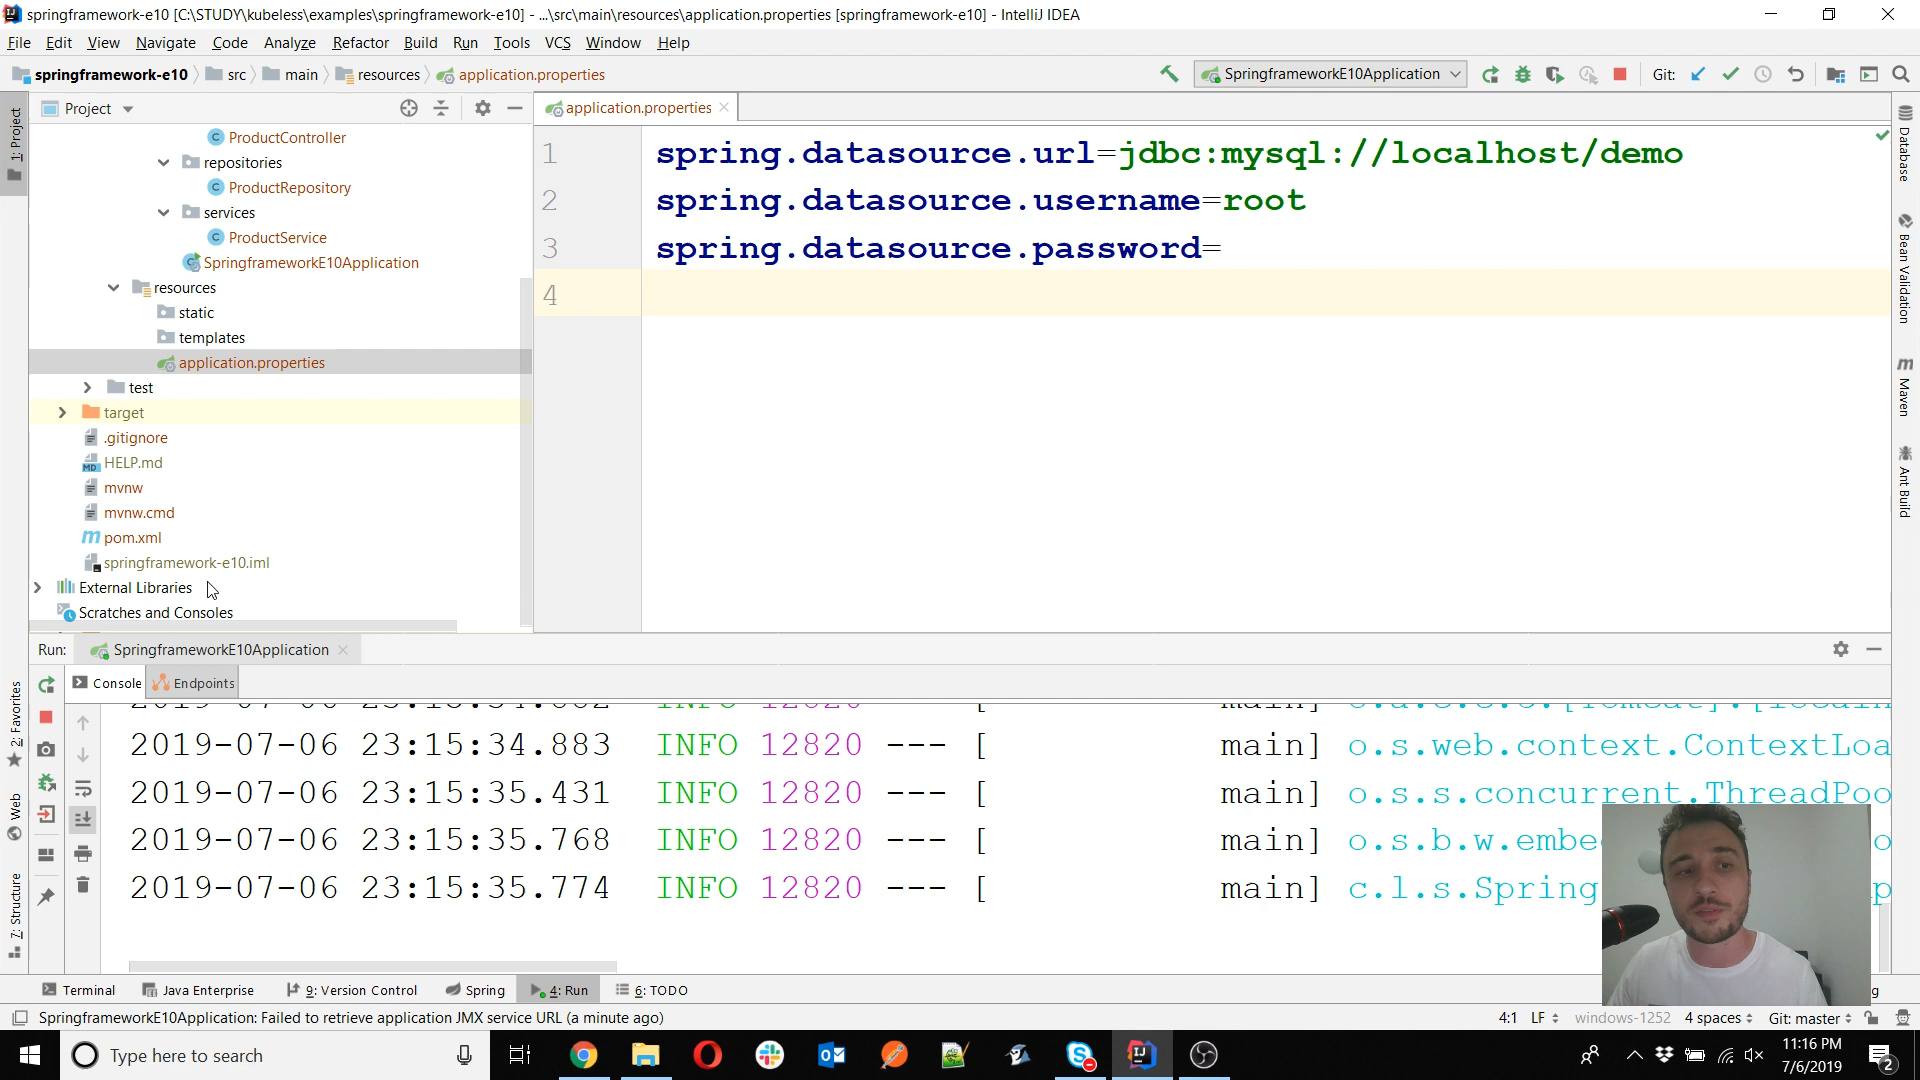 springframework-e10 [C:\STUDY\kubeless\examples\springframework-e10] - ...\src\main\resources\application.properties [springframework-e10] - IntelliJ IDEA
File Edit View Navigate Code Analyze Refactor Build Run Tools VCS Window Help
springframework-e10 src main resources application.properties
SpringframeworkE10Application Git:
Project
application.properties
1: Project
ProductController
repositories
ProductRepository
services
ProductService
SpringframeworkE10Application
resources
static
templates
application.properties
test
target
.gitignore
HELP.md
mvnw
mvnw.cmd
pom.xml
springframework-e10.iml
External Libraries
Scratches and Consoles
1 spring.datasource.url=jdbc:mysql://localhost/demo
2 spring.datasource.username=root
3 spring.datasource.password=
4
Database
Bean Validation
Maven
Ant Build
Run: SpringframeworkE10Application
Console Endpoints
2019-07-06 23:15:34.883 INFO 12820 --- [ main] o.s.web.context.ContextLoa
2019-07-06 23:15:35.431 INFO 12820 --- [ main] o.s.s.concurrent.ThreadPoo
2019-07-06 23:15:35.768 INFO 12820 --- [ main] o.s.b.w.embe
2019-07-06 23:15:35.774 INFO 12820 --- [ main] c.l.s.Spring
2: Favorites
Web
7: Structure
Terminal Java Enterprise 9: Version Control Spring 4: Run 6: TODO
SpringframeworkE10Application: Failed to retrieve application JMX service URL (a minute ago)
4:1 LF windows-1252 4 spaces Git: master
Type here to search
11:16 PM
7/6/2019
2